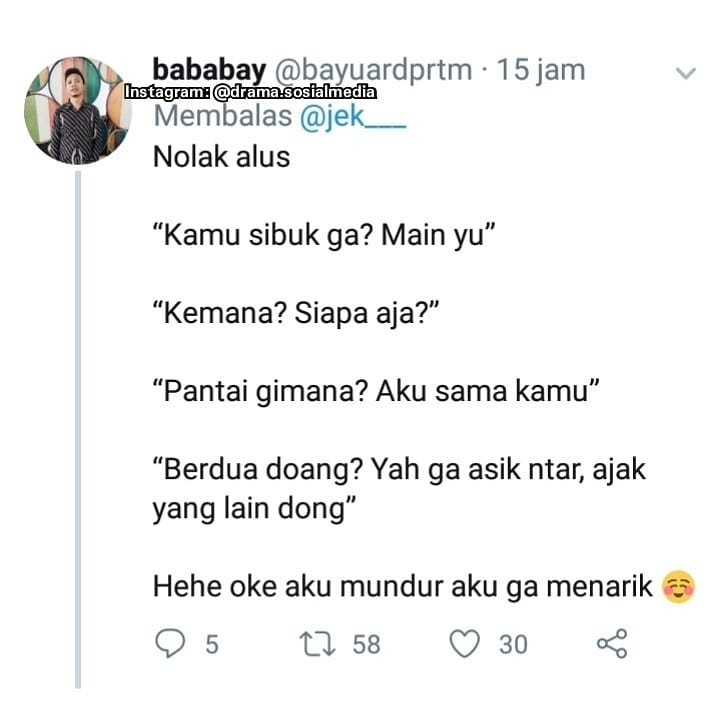 bababay @bayuardprtm · 15 jam
Instagram: @drama.sosialmedia
Membalas @jek___
Nolak alus
“Kamu sibuk ga? Main yu”
“Kemana? Siapa aja?”
“Pantai gimana? Aku sama kamu”
“Berdua doang? Yah ga asik ntar, ajak
yang lain dong”
Hehe oke aku mundur aku ga menarik ☺️
5 58 30